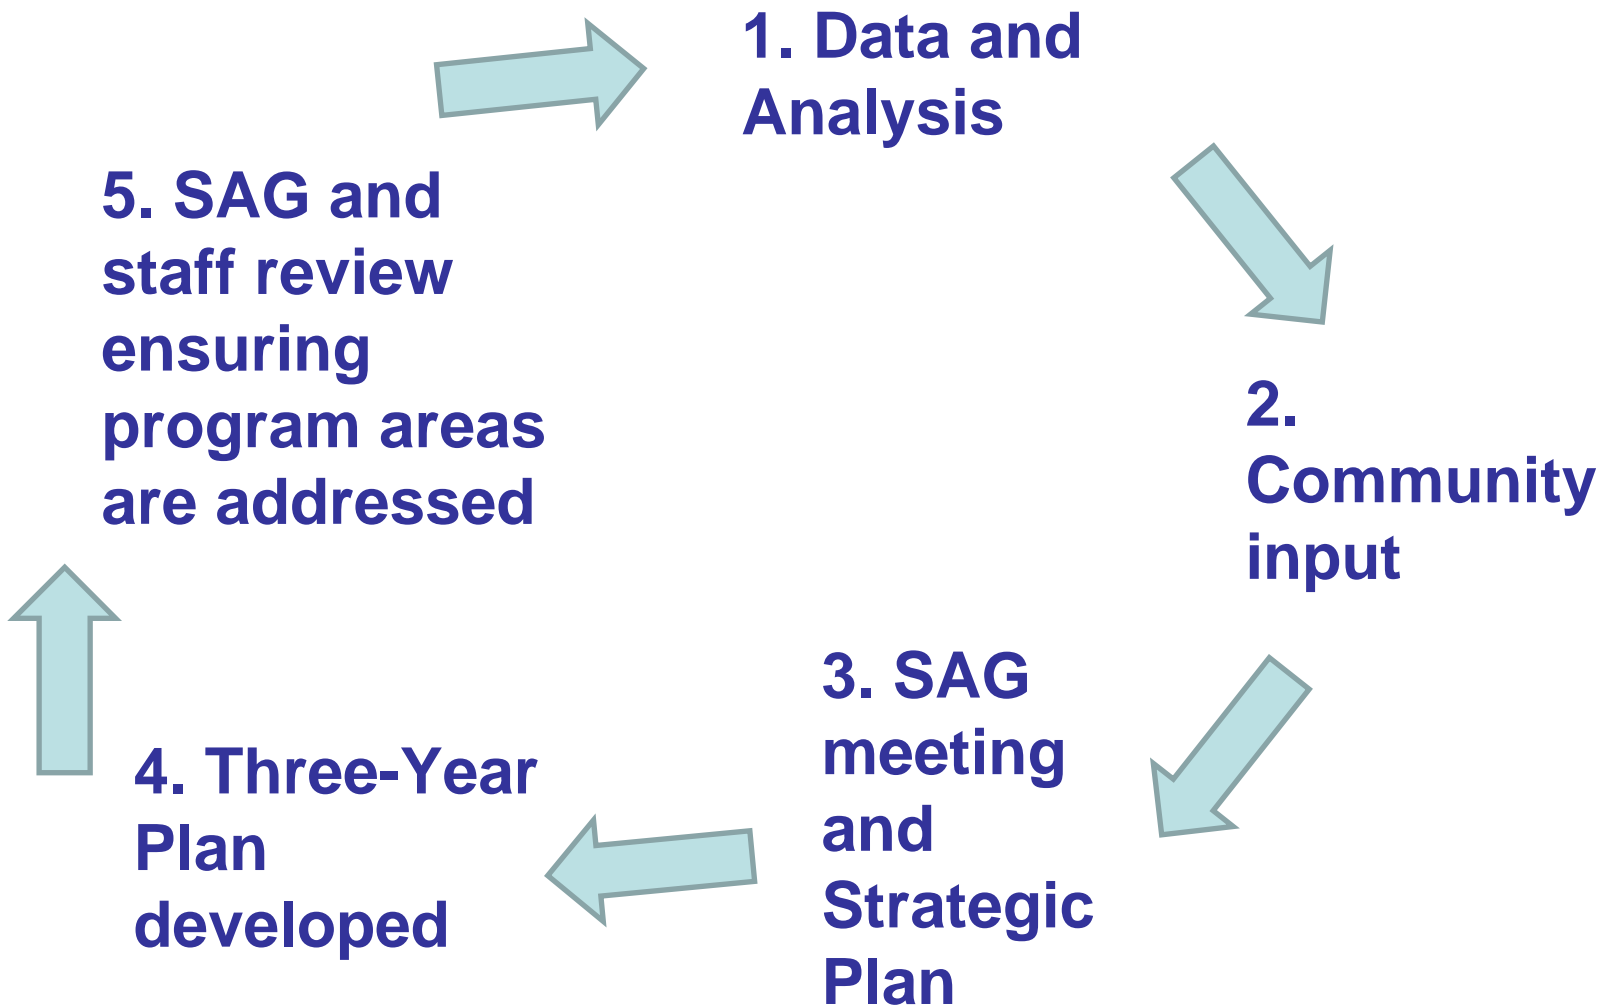 1. Data and
Analysis
2.
Community
input
3. SAG
meeting
and
Strategic
Plan
4. Three-Year
Plan
developed
5. SAG and
staff review
ensuring
program areas
are addressed